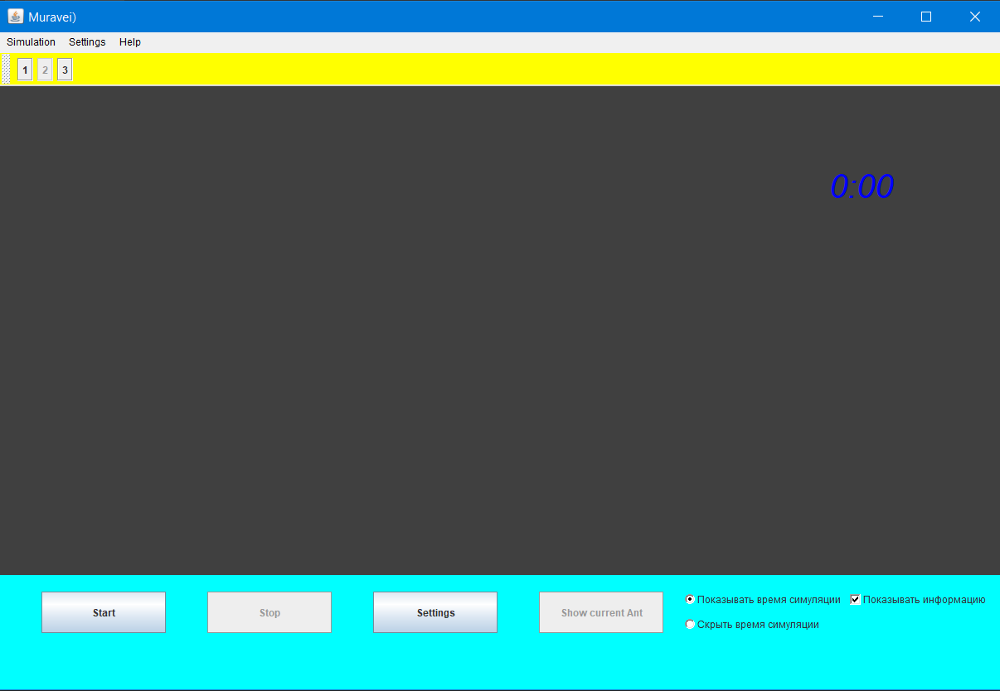 Muravei)
Simulation Settings Help
1 2 3
0:00
Start Stop Settings Show current Ant Показывать время симуляции Показывать информацию
Скрыть время симуляции